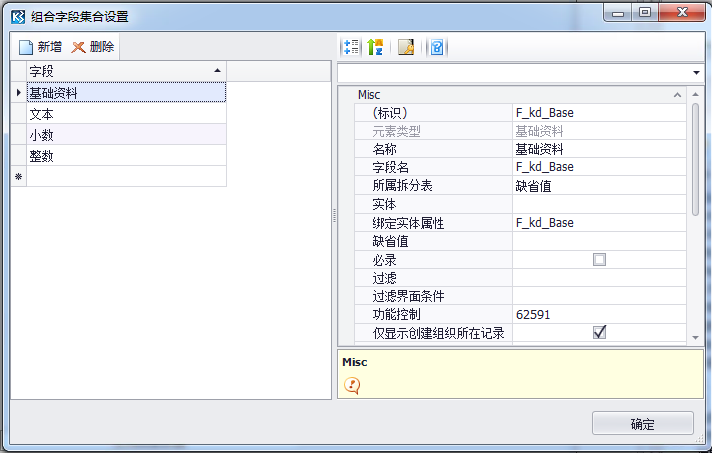 组合字段集合设置
新增 删除
字段
基础资料
文本
小数
整数
Misc
(标识) F_kd_Base
元素类型 基础资料
名称 基础资料
字段名 F_kd_Base
所属拆分表 缺省值
实体
绑定实体属性 F_kd_Base
缺省值
必录
过滤
过滤界面条件
功能控制 62591
仅显示创建组织所在记录
Misc
确定